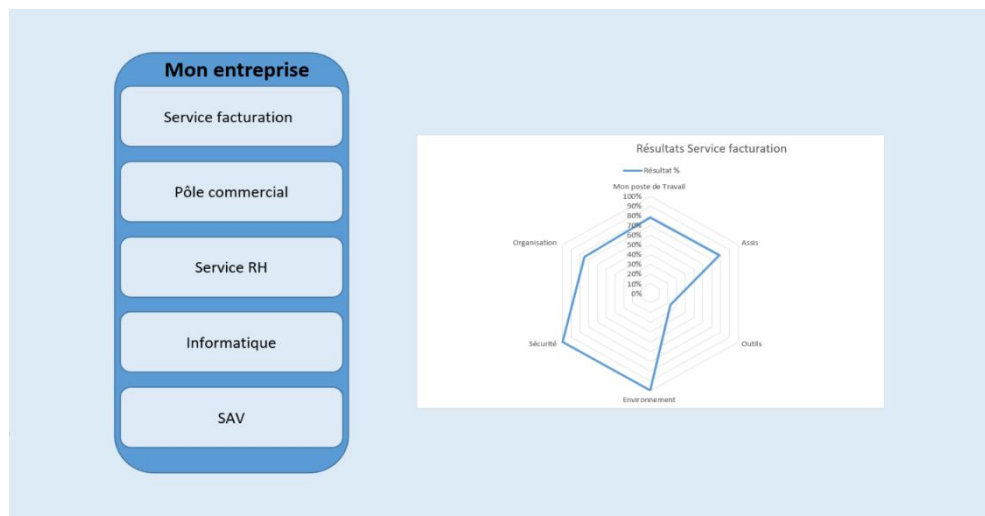 Mon entreprise
Service facturation
Pôle commercial
Service RH
Informatique
SAV
Résultats Service facturation
Résultat %
Mon poste de Travail
100%
90%
80%
70%
60%
50%
40%
30%
20%
10%
0%
Assis
Outils
Environnement
Sécurité
Organisation